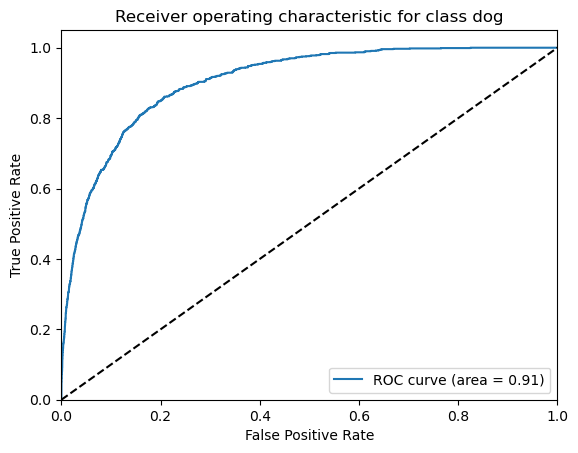 Receiver operating characteristic for class dog
True Positive Rate
1.0
0.8
0.6
0.4
0.2
0.0
ROC curve (area = 0.91)
0.0 0.2 0.4 0.6 0.8 1.0
False Positive Rate